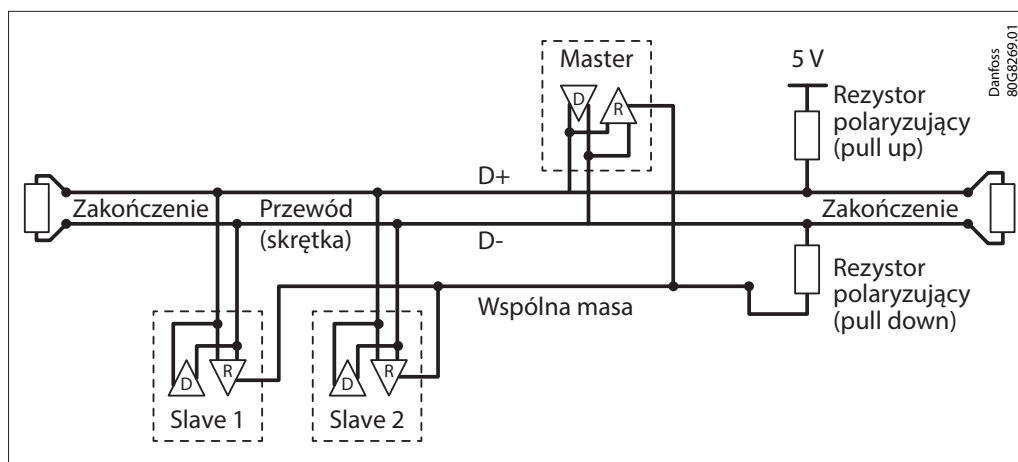 Danfoss
80G8269.01
Master
D
R
5 V
Rezystor
polaryzujący
(pull up)
D+
Zakończenie
Przewód
(skrętka)
D-
Zakończenie
Wspólna masa
Rezystor
polaryzujący
(pull down)
D
R
Slave 1
D
R
Slave 2